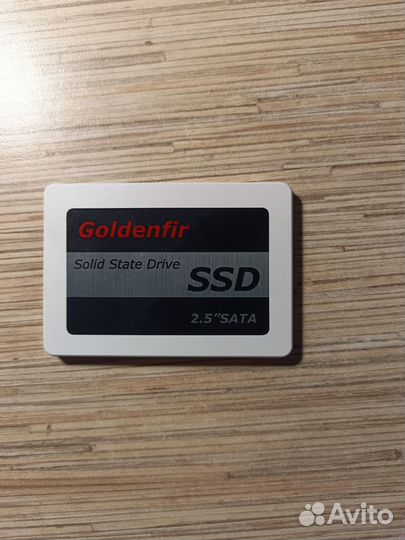 Goldenfir
Solid State Drive
SSD
2.5"SATA
Avito